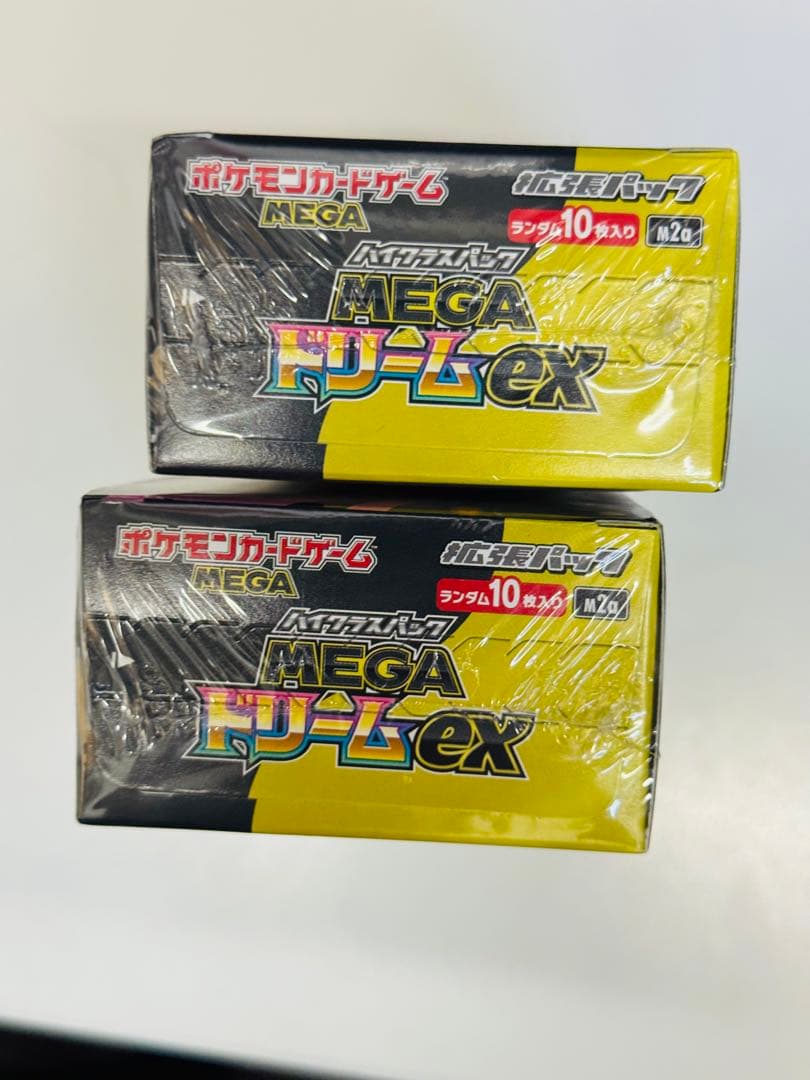 ポケモンカードゲーム
MEGA
拡張パック
ランダム10枚入り
M2a
ハイクラスパック
MEGA
ドリームex
ポケモンカードゲーム
MEGA
拡張パック
ランダム10枚入り
M2a
ハイクラスパック
MEGA
ドリームex